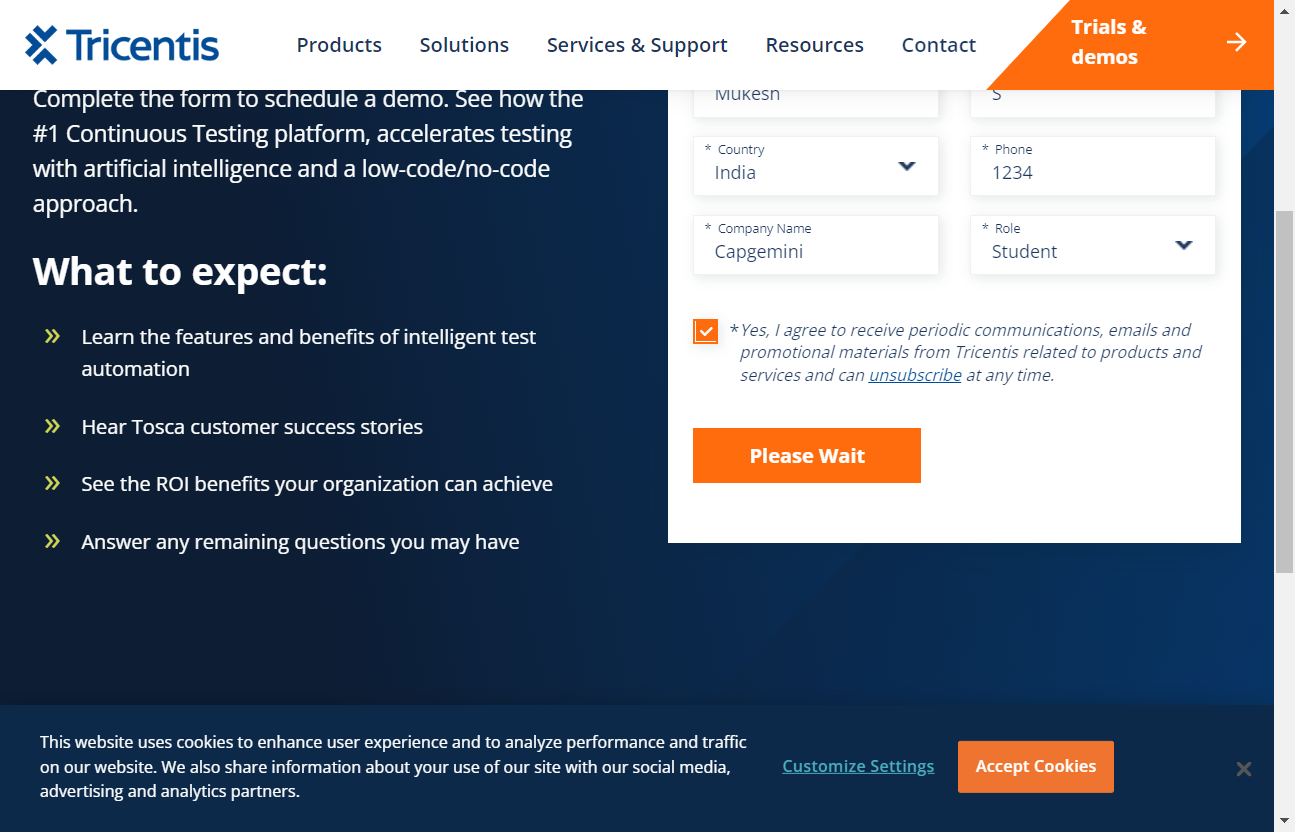 Tricentis
Products
Solutions
Services & Support
Resources
Contact
Trials &
demos
Complete the form to schedule a demo. See how the
#1 Continuous Testing platform, accelerates testing
with artificial intelligence and a low-code/no-code
approach.
What to expect:
Learn the features and benefits of intelligent test
automation
Hear Tosca customer success stories
See the ROI benefits your organization can achieve
Answer any remaining questions you may have
Mukesh
S
* Country
India
* Phone
1234
* Company Name
Capgemini
* Role
Student
*Yes, I agree to receive periodic communications, emails and
promotional materials from Tricentis related to products and
services and can unsubscribe at any time.
Please Wait
This website uses cookies to enhance user experience and to analyze performance and traffic
on our website. We also share information about your use of our site with our social media,
advertising and analytics partners.
Customize Settings
Accept Cookies